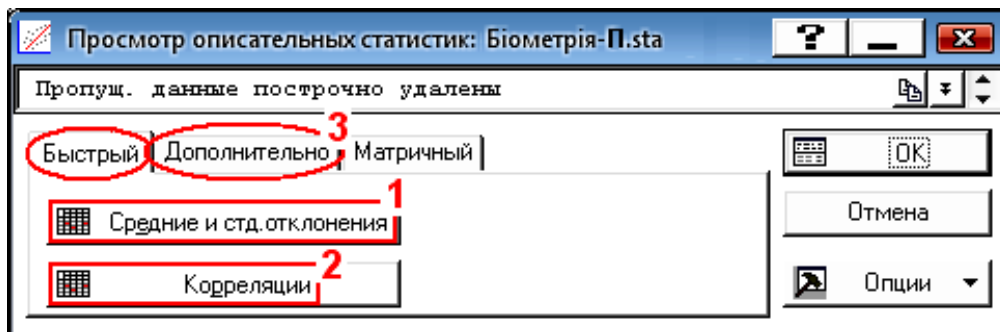 Просмотр описательных статистик: Біометрія-П.sta
?
Пропущ. данные построчно удалены
3
Быстрый Дополнительно Матричный
OK
1
Средние и стд.отклонения
Отмена
2
Корреляции
Опции